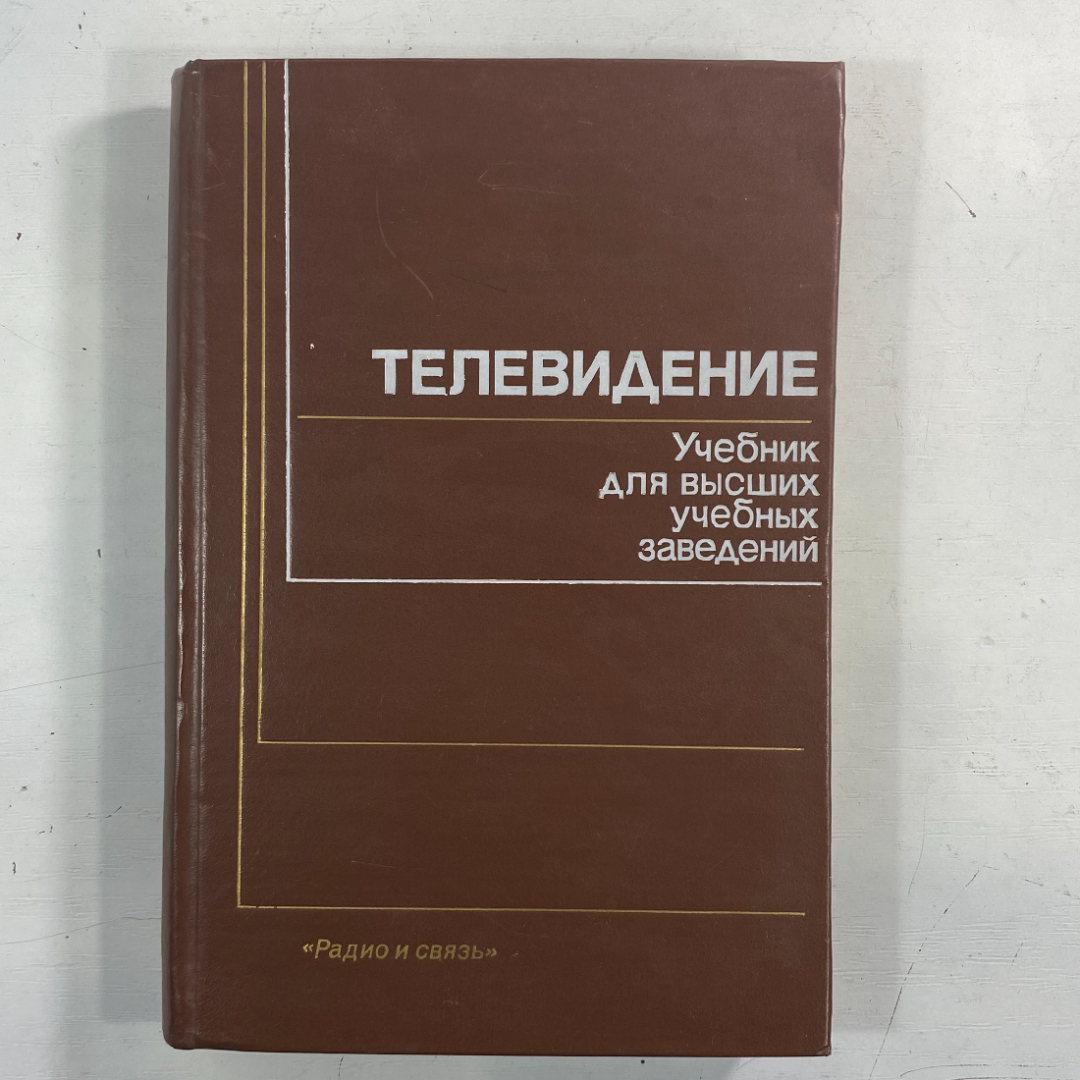 ТЕЛЕВИДЕНИЕ
Учебник
для высших
учебных
заведений
«Радио и связь»